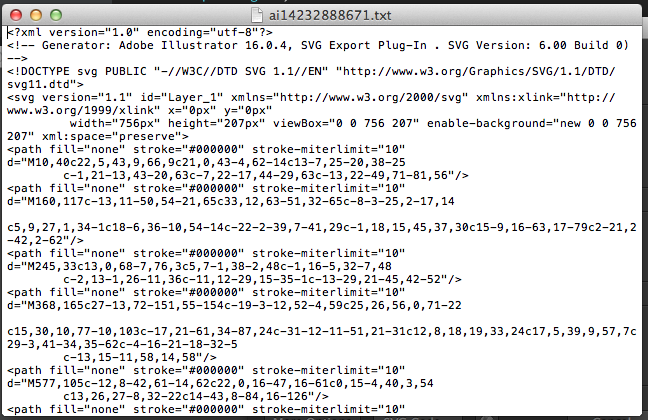 ai14232888671.txt
<?xml version="1.0" encoding="utf-8"?>
<!-- Generator: Adobe Illustrator 16.0.4, SVG Export Plug-In . SVG Version: 6.00 Build 0)
-->
<!DOCTYPE svg PUBLIC "-//W3C//DTD SVG 1.1//EN" "http://www.w3.org/Graphics/SVG/1.1/DTD/
svg11.dtd">
<svg version="1.1" id="Layer_1" xmlns="http://www.w3.org/2000/svg" xmlns:xlink="http://
www.w3.org/1999/xlink" x="0px" y="0px"
width="756px" height="207px" viewBox="0 0 756 207" enable-background="new 0 0 756
207" xml:space="preserve">
<path fill="none" stroke="#000000" stroke-miterlimit="10"
d="M10,40c22,5,43,9,66,9c21,0,43-4,62-14c13-7,25-20,38-25
c-1,21-13,43-20,63c-7,22-17,44-29,63c-13,22-49,71-81,56"/>
<path fill="none" stroke="#000000" stroke-miterlimit="10"
d="M160,117c-13,11-50,54-21,65c33,12,63-51,32-65c-8-3-25,2-17,14
c5,9,27,1,34-1c18-6,36-10,54-14c-22-2-39,7-41,29c-1,18,15,45,37,30c15-9,16-63,17-79c2-21,2
-42,2-62"/>
<path fill="none" stroke="#000000" stroke-miterlimit="10"
d="M245,33c13,0,68-7,76,3c5,7-1,38-2,48c-1,16-5,32-7,48
c-2,13-1,26-11,36c-11,12-29,15-35-1c-13-29,21-45,42-52"/>
<path fill="none" stroke="#000000" stroke-miterlimit="10"
d="M368,165c27-13,72-151,55-154c-19-3-12,52-4,59c25,26,56,0,71-22
c15,30,10,77-10,103c-17,21-61,34-87,24c-31-12-11-51,21-31c12,8,18,19,33,24c17,5,39,9,57,7c
29-3,41-34,35-62c-4-16-21-18-32-5
c-13,15-11,58,14,58"/>
<path fill="none" stroke="#000000" stroke-miterlimit="10"
d="M577,105c-12,8-42,61-14,62c22,0,16-47,16-61c0,15-4,40,3,54
c13,26,27-8,32-22c14-43,8-84,16-126"/>
<path fill="none" stroke="#000000" stroke-miterlimit="10"